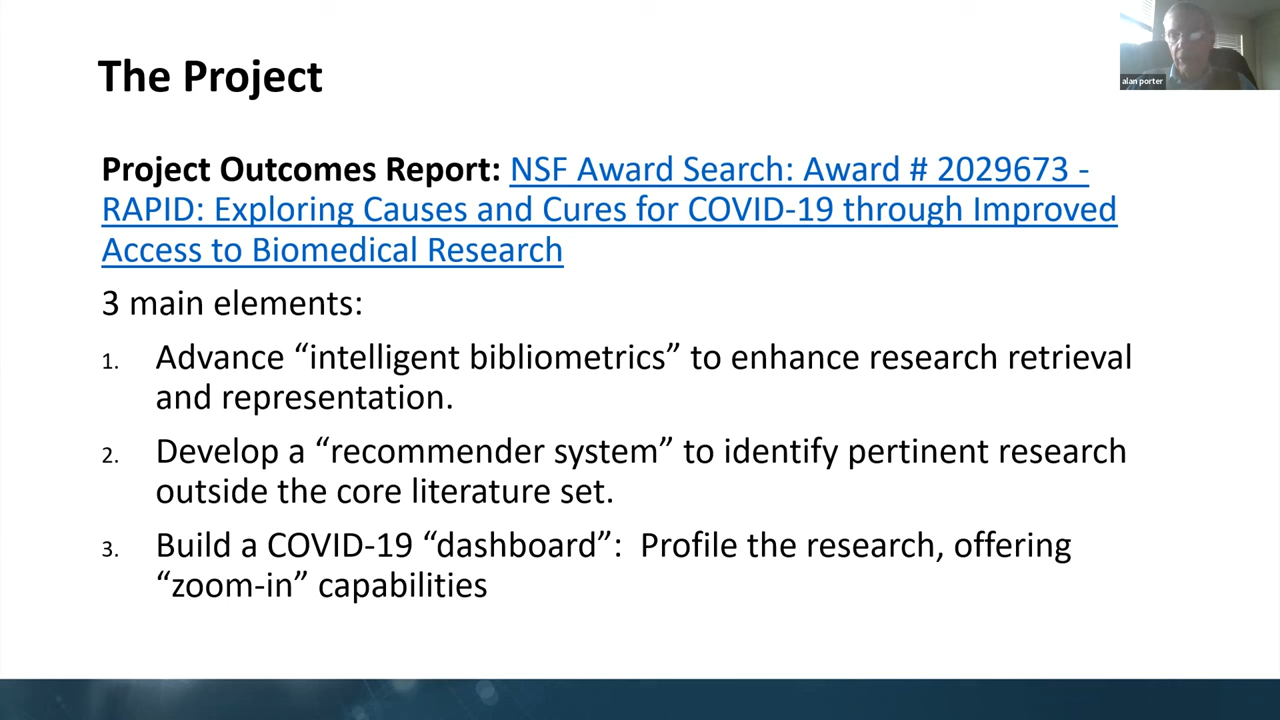 The Project
alan porter
Project Outcomes Report: NSF Award Search: Award # 2029673 -
RAPID: Exploring Causes and Cures for COVID-19 through Improved
Access to Biomedical Research
3 main elements:
1. Advance “intelligent bibliometrics” to enhance research retrieval
and representation.
2. Develop a “recommender system” to identify pertinent research
outside the core literature set.
3. Build a COVID-19 “dashboard”: Profile the research, offering
“zoom-in” capabilities